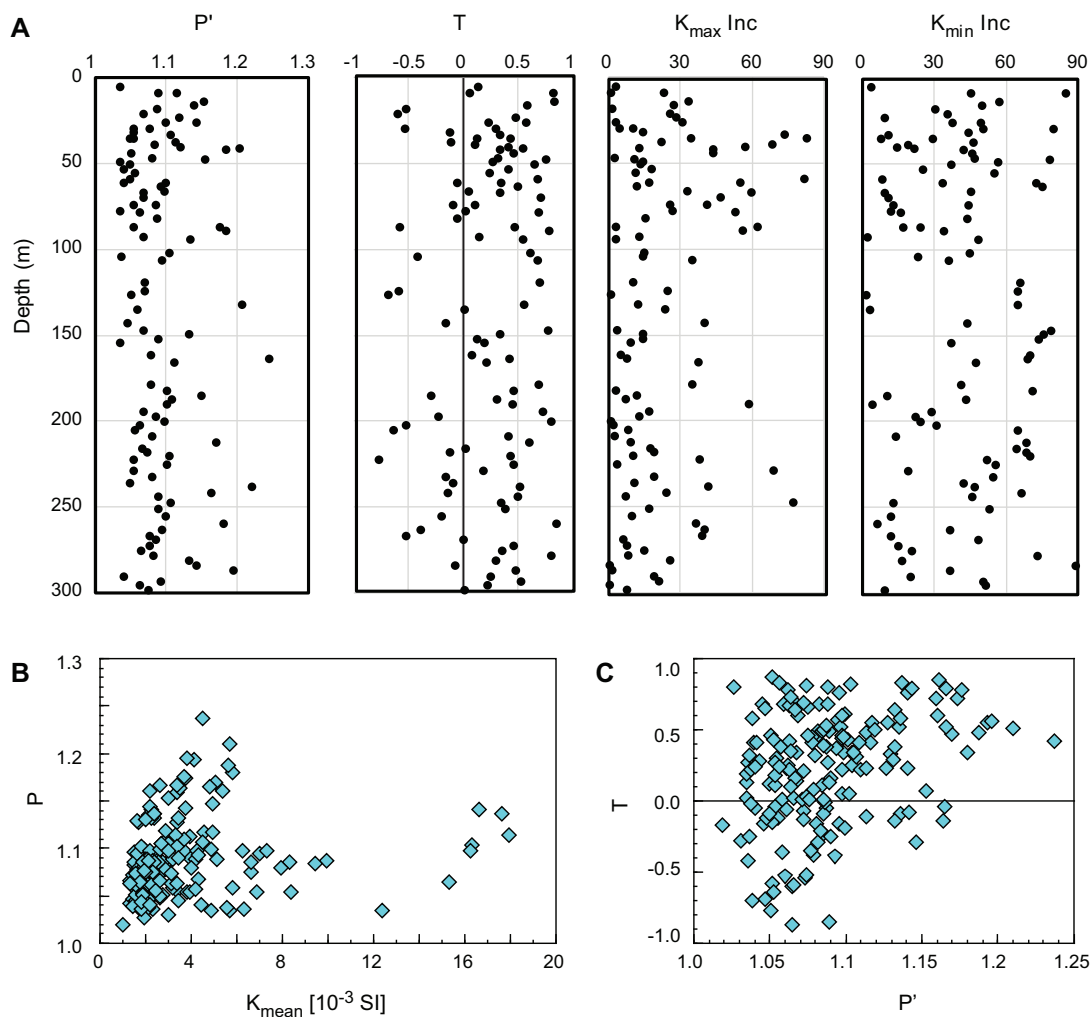 A
P' T Kmax Inc Kmin Inc
1 1.1 1.2 1.3 -1 -0.5 0 0.5 1 0 30 60 90 0 30 60 90
0
50
100
150
200
250
300
Depth (m)
B C
1.3
1.2
1.1
1.0
P
0 4 8 12 16 20
Kmean [10-3 SI]
1.0
0.5
0.0
-0.5
-1.0
T
1.0 1.05 1.1 1.15 1.2 1.25
P’